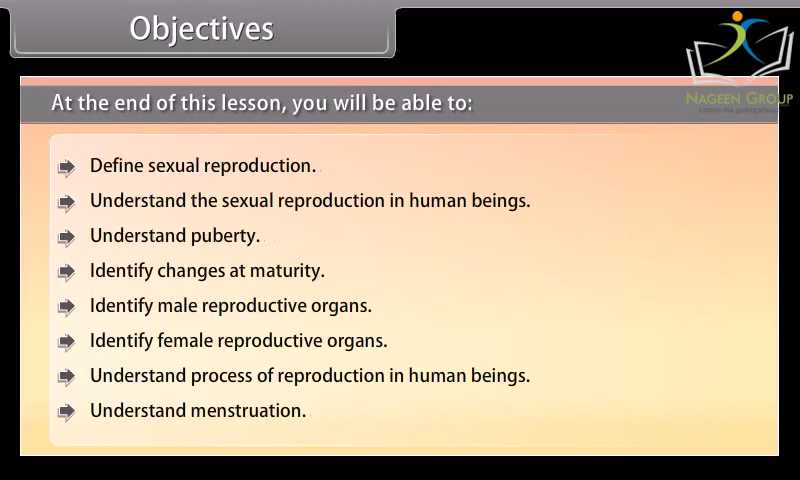 Objectives
NAGEEN GROUP
At the end of this lesson, you will be able to:
Define sexual reproduction.
Understand the sexual reproduction in human beings.
Understand puberty.
Identify changes at maturity.
Identify male reproductive organs.
Identify female reproductive organs.
Understand process of reproduction in human beings.
Understand menstruation.